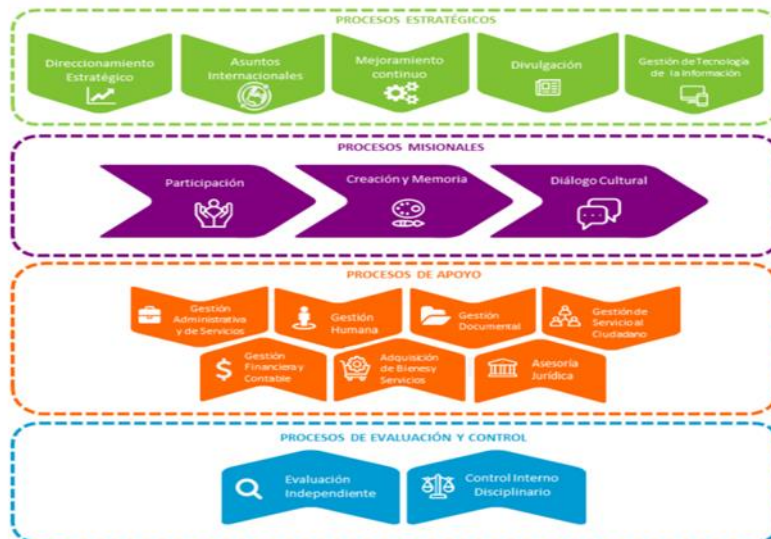 PROCESOS ESTRATÉGICOS
Direccionamiento
Estratégico
Asuntos
Internacionales
Mejoramiento
continuo
Divulgación
Gestión de Tecnología
de la Información
PROCESOS MISIONALES
Participación
Creación y Memoria
Diálogo Cultural
PROCESOS DE APOYO
Gestión
Administrativa
y de Servicios
Gestión
Humana
Gestión
Documental
Gestión de
Servicio al
Ciudadano
Gestión
Financiera y
Contable
Adquisición
de Bienes y
Servicios
Asesoría
Jurídica
PROCESOS DE EVALUACIÓN Y CONTROL
Evaluación
Independiente
Control Interno
Disciplinario